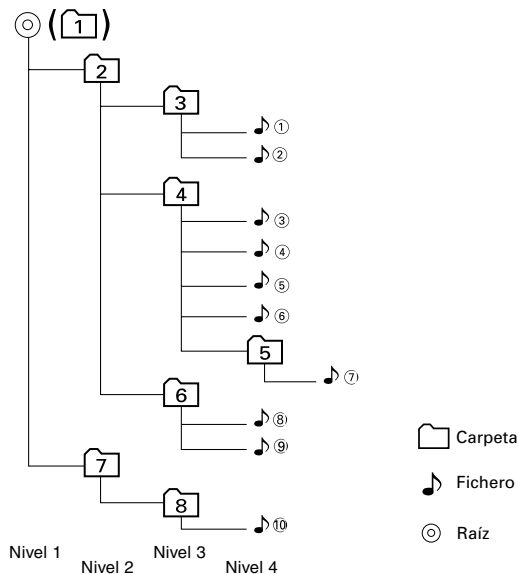 (1)
2
3
①
②
4
③
④
⑤
⑥
5
⑦
6
⑧
⑨
7
8
⑩
Carpeta
Fichero
Raíz
Nivel 1
Nivel 2
Nivel 3
Nivel 4